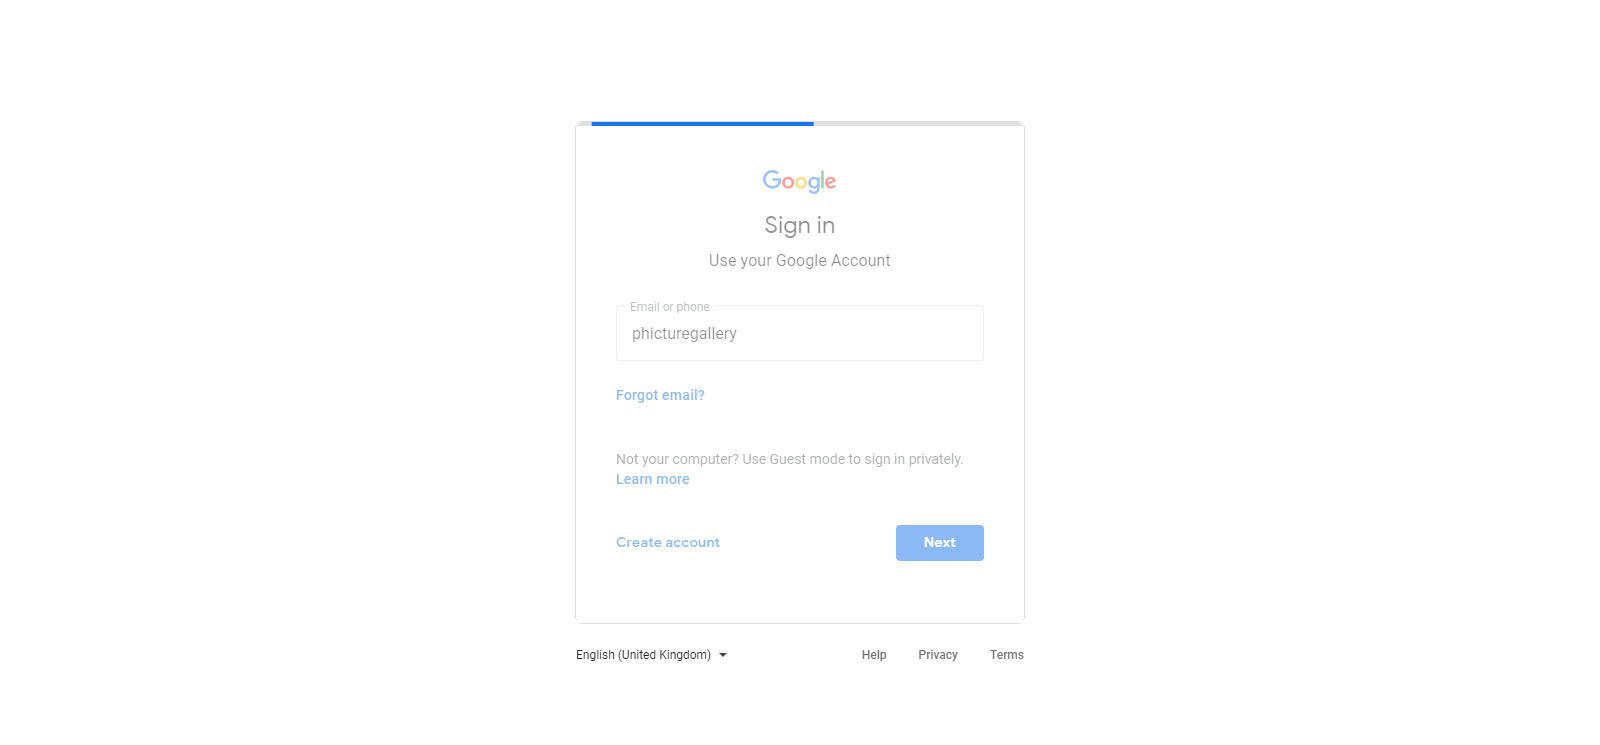 Google
Sign in
Use your Google Account
Email or phone
phicturegallery
Forgot email?
Not your computer? Use Guest mode to sign in privately.
Learn more
Create account
Next
English (United Kingdom)
Help
Privacy
Terms